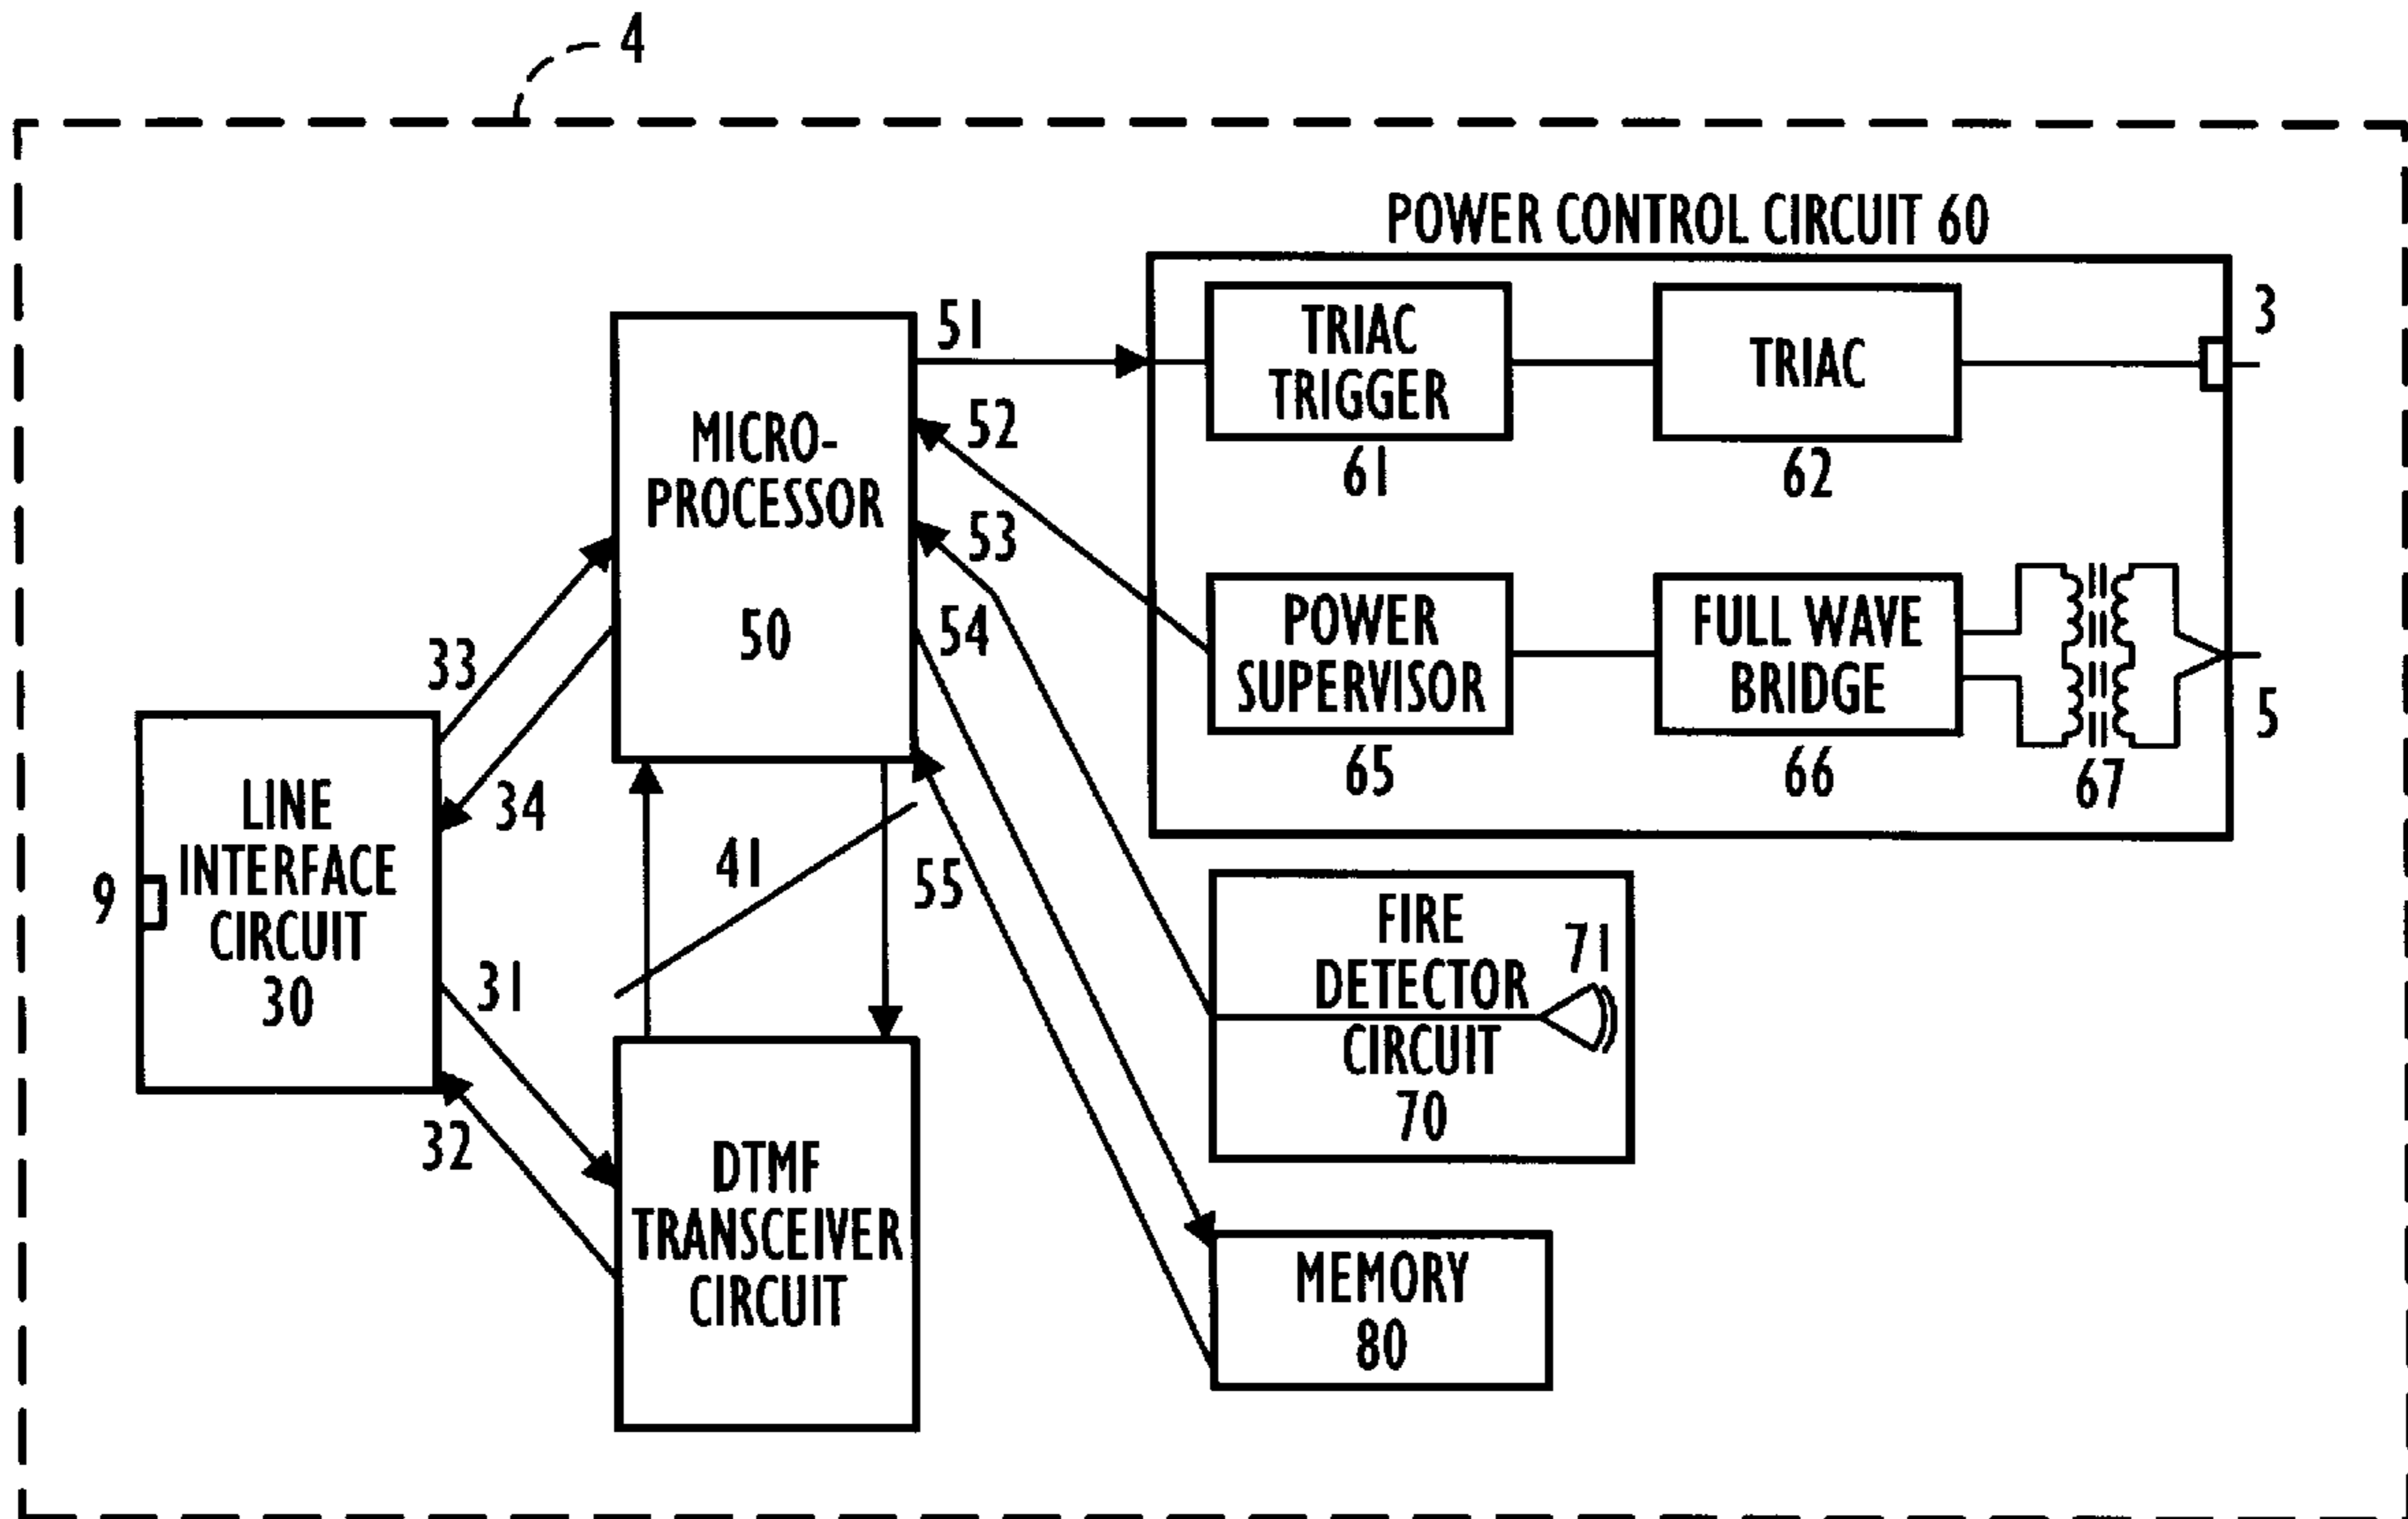 4
POWER CONTROL CIRCUIT 60
3
51
TRIAC
TRIGGER
61
TRIAC
62
MICRO-
PROCESSOR
50
52
53
54
POWER
SUPERVISOR
65
FULL WAVE
BRIDGE
66
67
5
33
34
LINE
INTERFACE
CIRCUIT
30
9
41
55
31
32
FIRE
DETECTOR
CIRCUIT
70
71
DTMF
TRANSCEIVER
CIRCUIT
MEMORY
80